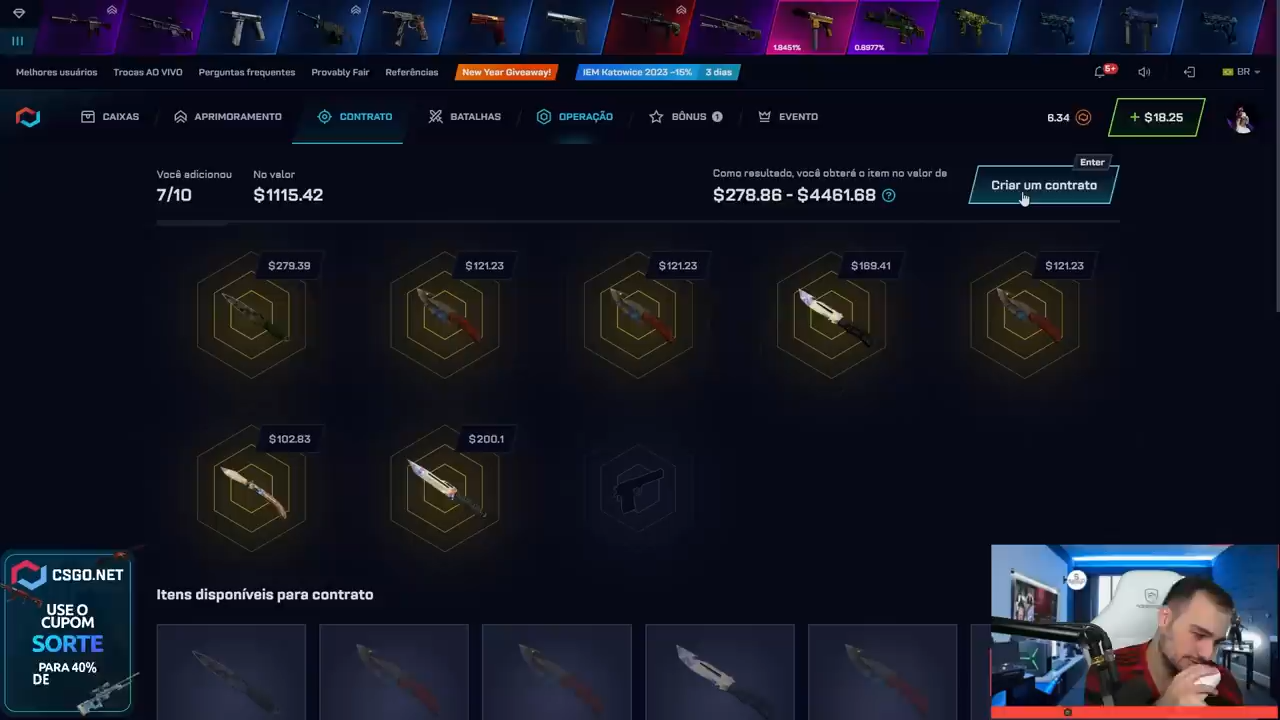 1.8451%
0.6977%
Melhores usuários
Trocas AO VIVO
Perguntas frequentes
Provably Fair
Referências
New Year Giveaway!
IEM Katowice 2023 -15%
3 dias
5+
BR
CAIXAS
APRIMORAMENTO
CONTRATO
BATALHAS
OPERAÇÃO
BÔNUS 1
EVENTO
6.34
+ $18.25
Você adicionou
7/10
No valor
$1115.42
Como resultado, você obterá o item no valor de
$278.86 - $4461.68 ?
Enter
Criar um contrato
$279.39
$121.23
$121.23
$169.41
$121.23
$102.83
$200.1
Itens disponíveis para contrato
CSGO.NET
USE O
CUPOM
SORTE
PARA 40%
DE